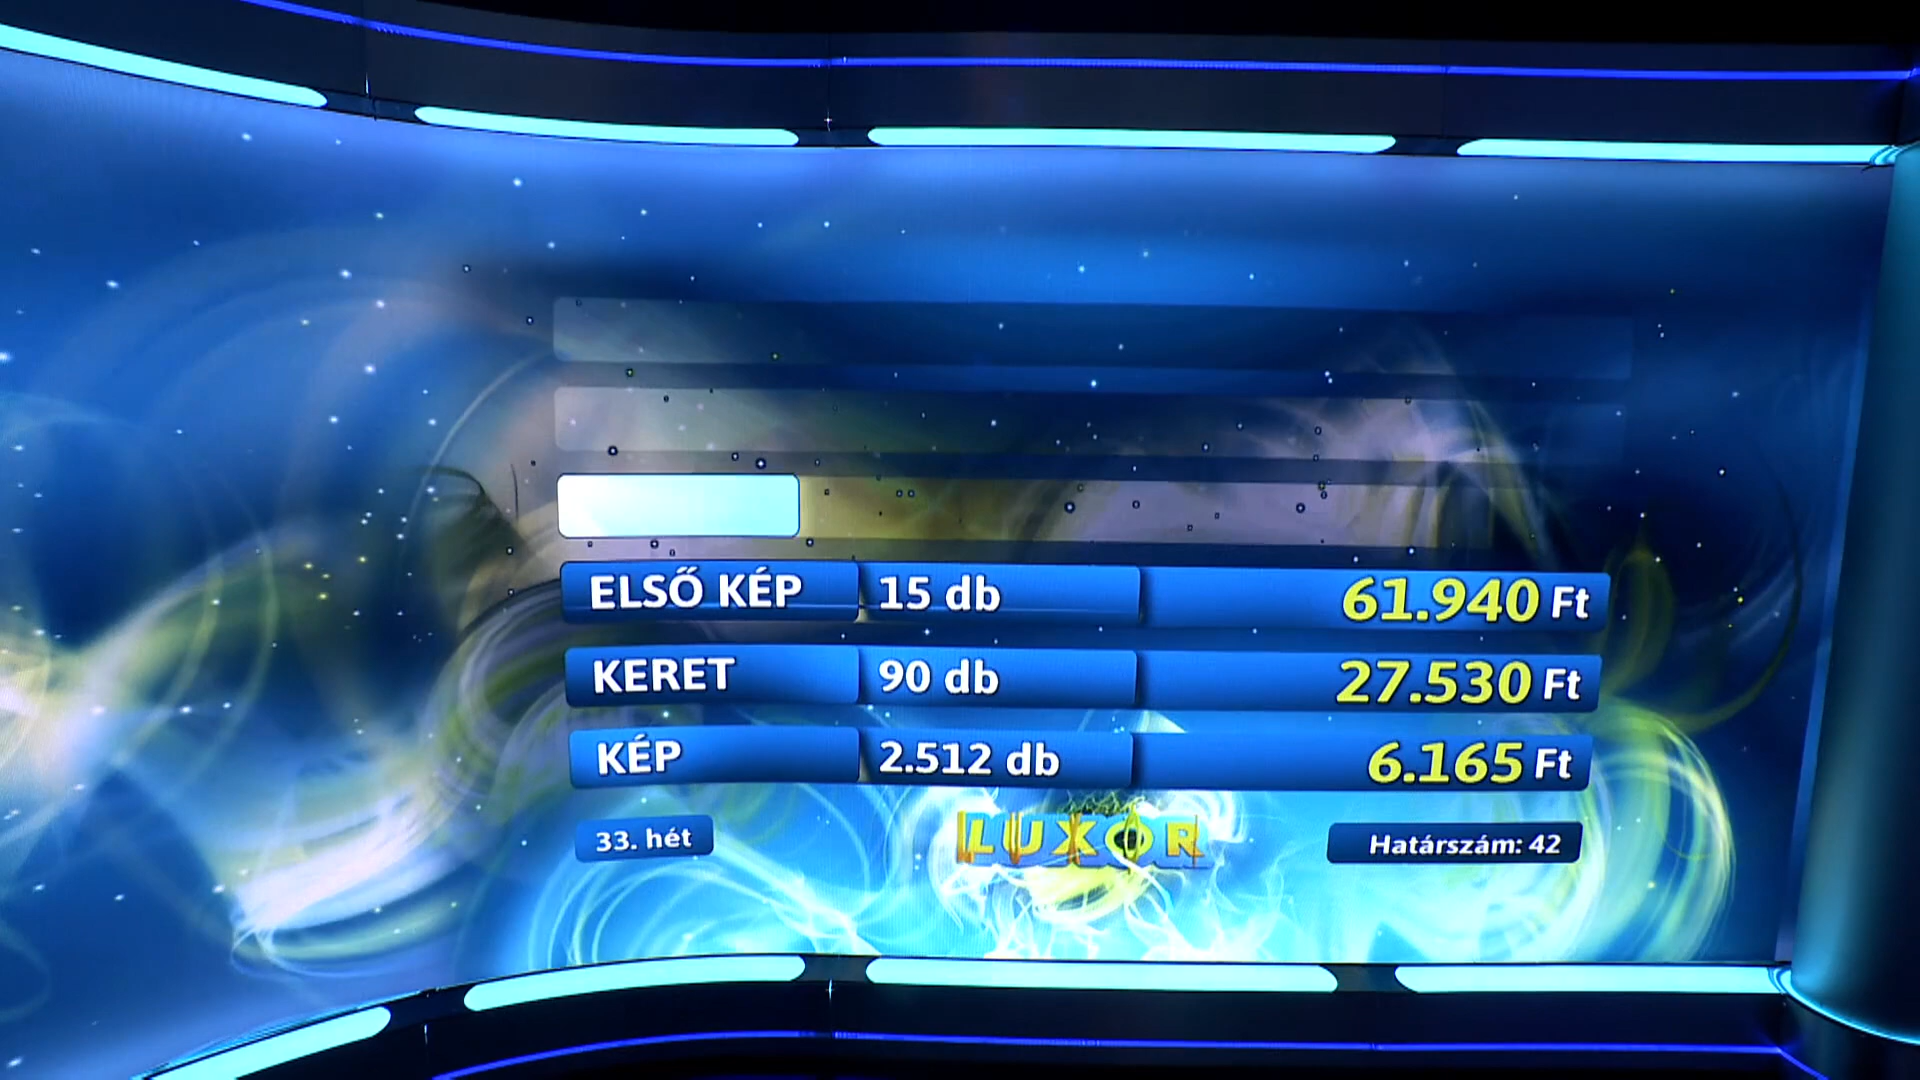 ELSŐ KÉP 15 db 61.940 Ft
KERET 90 db 27.530 Ft
KÉP 2.512 db 6.165 Ft
33. hét LUXOR Határszám: 42